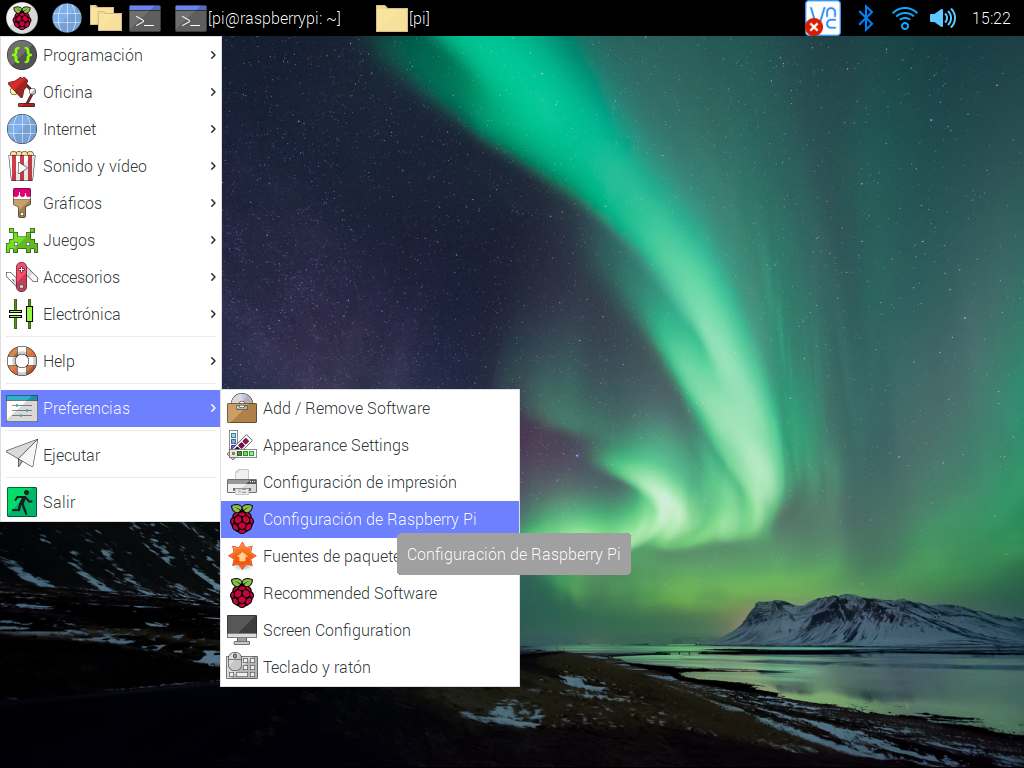 [pi@raspberrypi: ~]
[pi]
15:22
Programación
Oficina
Internet
Sonido y vídeo
Gráficos
Juegos
Accesorios
Electrónica
Help
Preferencias
Ejecutar
Salir
Add / Remove Software
Appearance Settings
Configuración de impresión
Configuración de Raspberry Pi
Fuentes de paquete
Configuración de Raspberry Pi
Recommended Software
Screen Configuration
Teclado y ratón